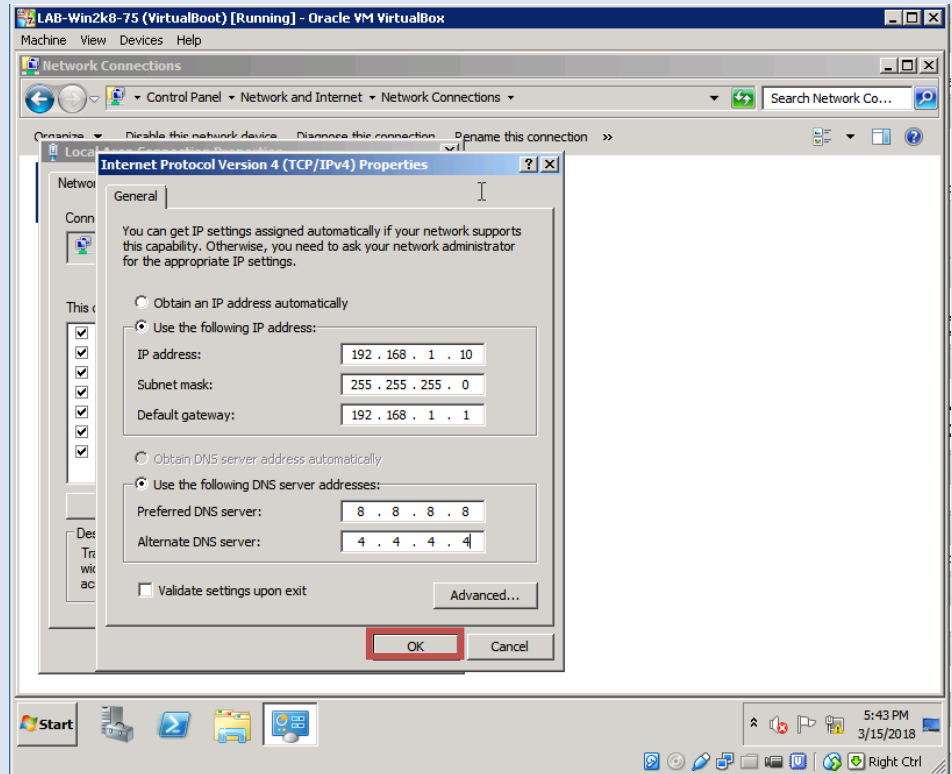 LAB-Win2k8-75 (VirtualBoot) [Running] - Oracle VM VirtualBox
Machine View Devices Help
Network Connections
Control Panel Network and Internet Network Connections
Search Network Co...
Organize Disable this network device Diagnose this connection Rename this connection »
Local Area Connection Properties
Internet Protocol Version 4 (TCP/IPv4) Properties
General
You can get IP settings assigned automatically if your network supports
this capability. Otherwise, you need to ask your network administrator
for the appropriate IP settings.
Obtain an IP address automatically
Use the following IP address:
IP address: 192 . 168 . 1 . 10
Subnet mask: 255 . 255 . 255 . 0
Default gateway: 192 . 168 . 1 . 1
Obtain DNS server address automatically
Use the following DNS server addresses:
Preferred DNS server: 8 . 8 . 8 . 8
Alternate DNS server: 4 . 4 . 4 . 4
Validate settings upon exit
Advanced...
OK Cancel
Start
5:43 PM
3/15/2018
Right Ctrl